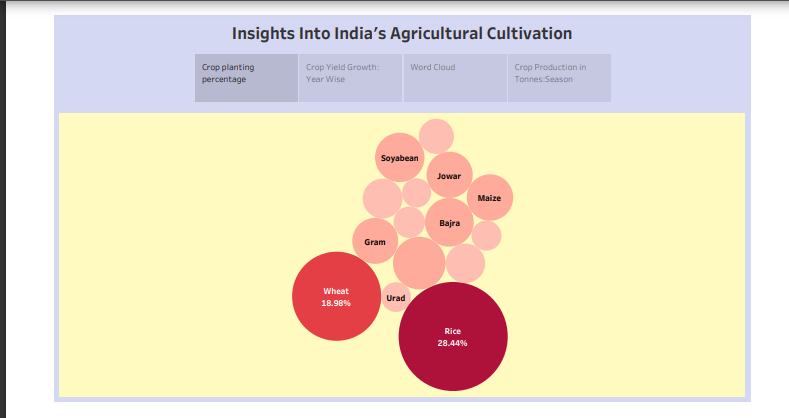 Insights Into India's Agricultural Cultivation
Crop planting
percentage
Crop Yield Growth:
Year Wise
Word Cloud
Crop Production in
Tonnes:Season
Soyabean
Jowar
Maize
Bajra
Gram
Wheat
18.98%
Urad
Rice
28.44%